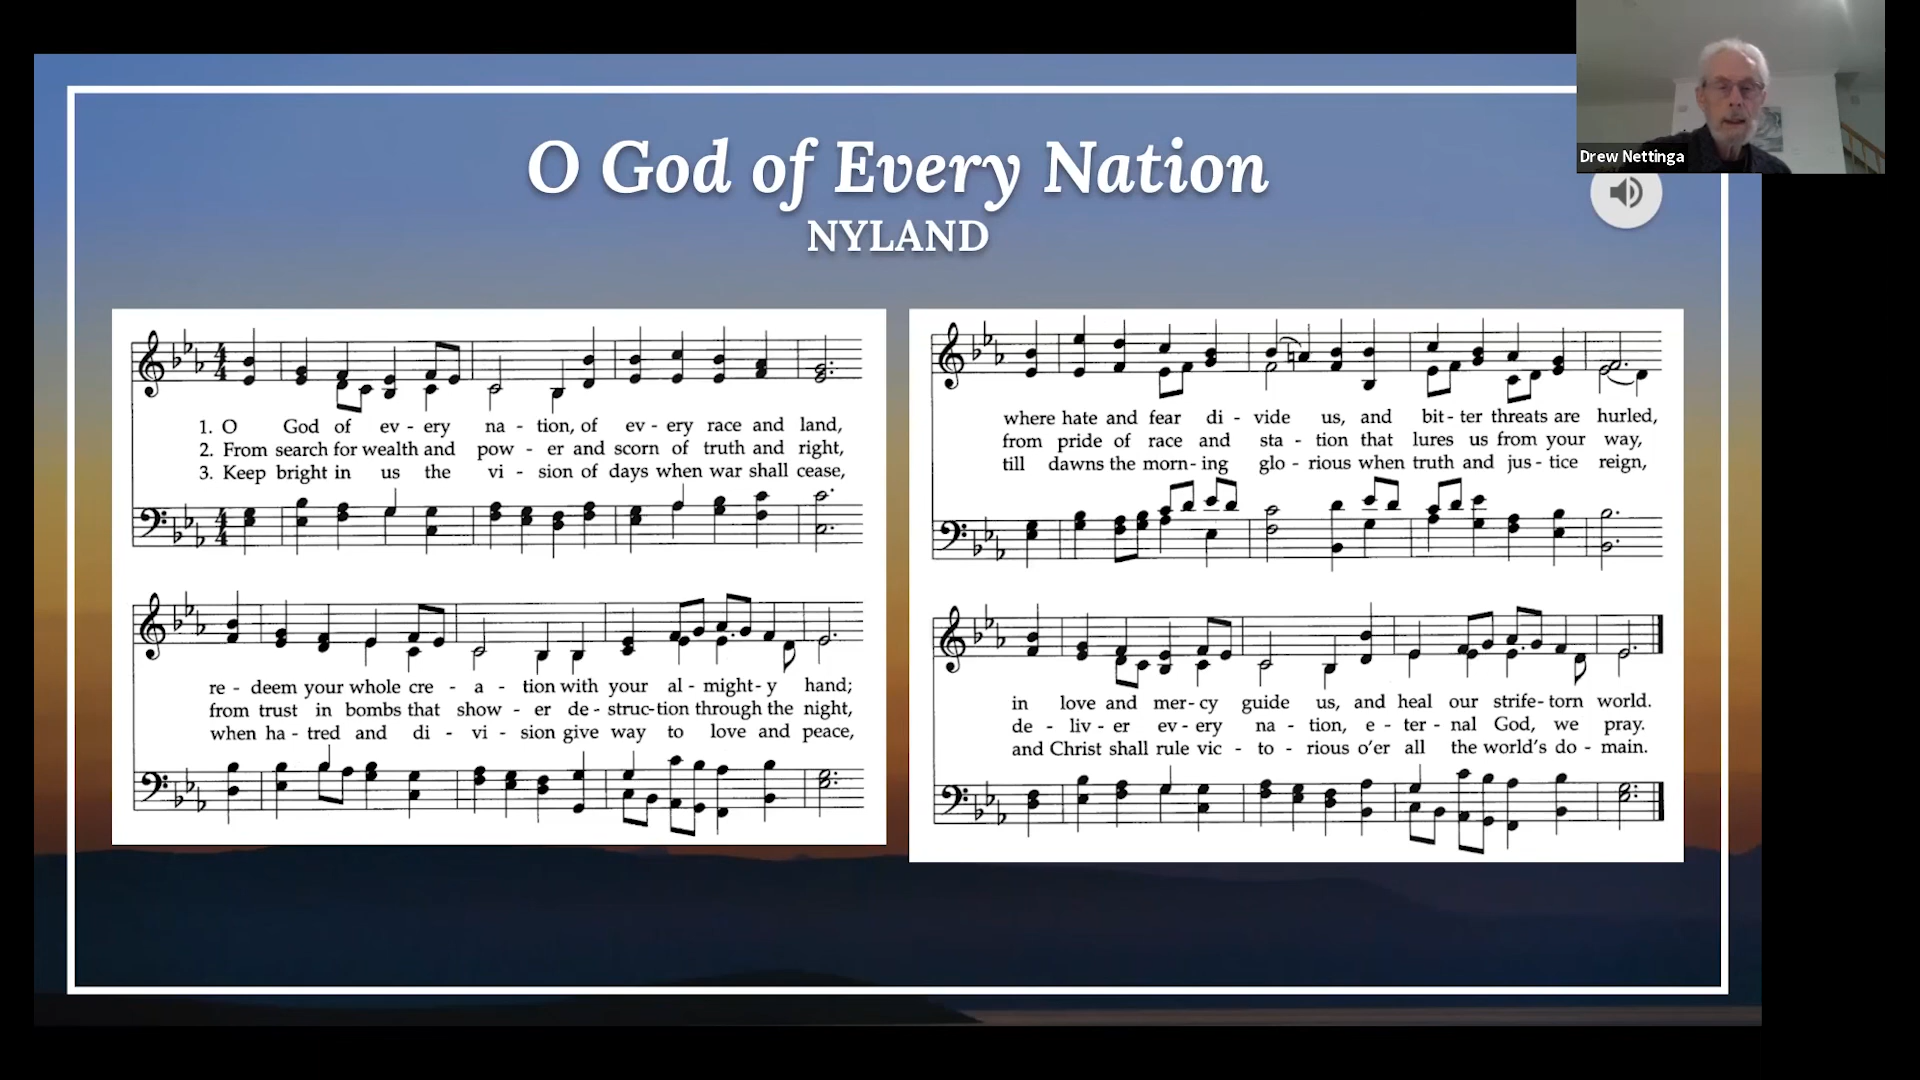 O God of Every Nation
NYLAND
Drew Nettinga
1. O God of ev - ery na - tion, of ev - ery race and land,
2. From search for wealth and pow - er and scorn of truth and right,
3. Keep bright in us the vi - sion of days when war shall cease,
re - deem your whole cre - a - tion with your al - might - y hand;
from trust in bombs that show - er de - struc - tion through the night,
when ha - tred and di - vi - sion give way to love and peace,
where hate and fear di - vide us, and bit - ter threats are hurled,
from pride of race and sta - tion that lures us from your way,
till dawns the morn - ing glo - rious when truth and jus - tice reign,
in love and mer - cy guide us, and heal our strife - torn world.
de - liv - er ev - ery na - tion, e - ter - nal God, we pray.
and Christ shall rule vic - to - rious o'er all the world's do - main.